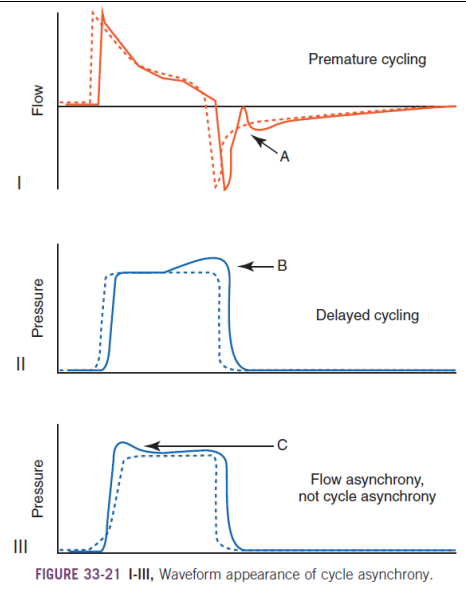 Premature cycling
Flow
A
I
B
Delayed cycling
Pressure
II
C
Flow asynchrony,
not cycle asynchrony
Pressure
III
FIGURE 33-21 I-III, Waveform appearance of cycle asynchrony.